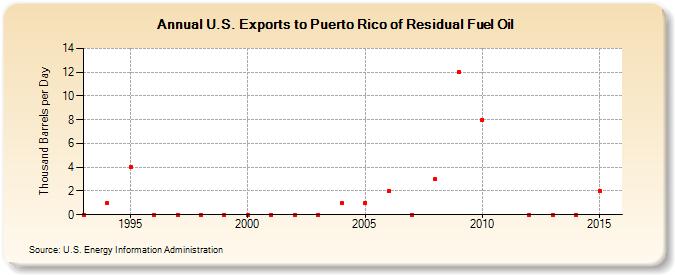 Annual U.S. Exports to Puerto Rico of Residual Fuel Oil
Thousand Barrels per Day
14
12
10
8
6
4
2
0
1995 2000 2005 2010 2015
Source: U.S. Energy Information Administration